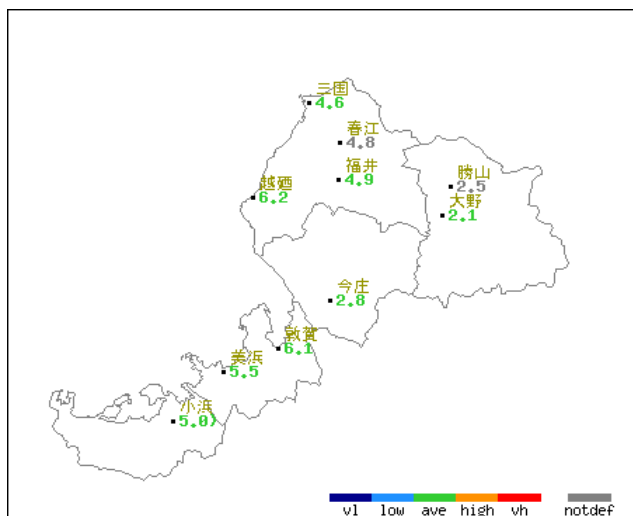 三国
4.6
春江
4.8
福井
4.9
勝山
2.5
越廼
6.2
大野
2.1
今庄
2.8
敦賀
6.1
美浜
5.5
小浜
5.0)
vl low ave high vh notdef